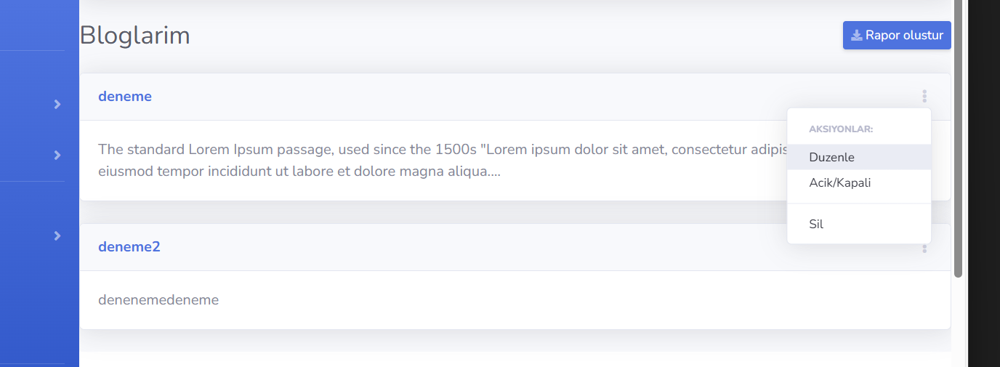 Bloglarim
Rapor olustur
deneme
The standard Lorem Ipsum passage, used since the 1500s "Lorem ipsum dolor sit amet, consectetur
eiusmod tempor incididunt ut labore et dolore magna aliqua....
AKSIYONLAR:
Duzenle
Acik/Kapali
Sil
deneme2
denenemedeneme